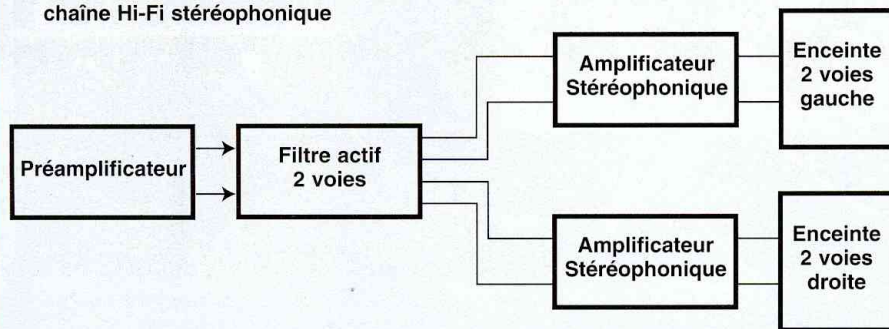 chaîne Hi-Fi stéréophonique
Préamplificateur
Filtre actif
2 voies
Amplificateur
Stéréophonique
Enceinte
2 voies
gauche
Amplificateur
Stéréophonique
Enceinte
2 voies
droite